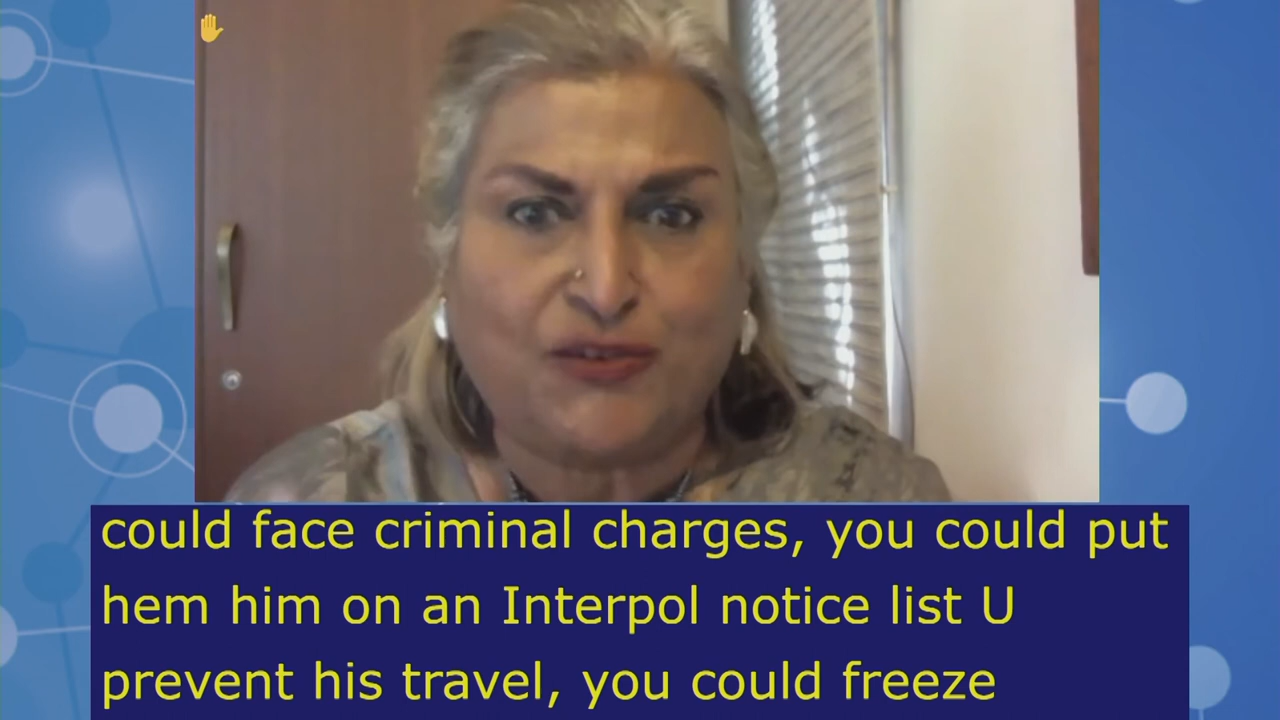 could face criminal charges, you could put
hem him on an Interpol notice list U
prevent his travel, you could freeze